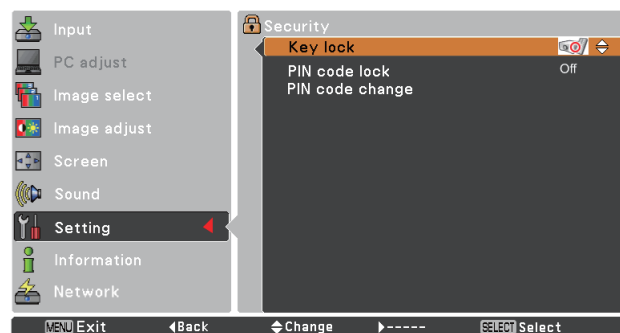 Input
PC adjust
Image select
Image adjust
Screen
Sound
Setting
Information
Network
Security
Key lock
PIN code lock Off
PIN code change
MENU Exit Back Change ----- SELECT Select